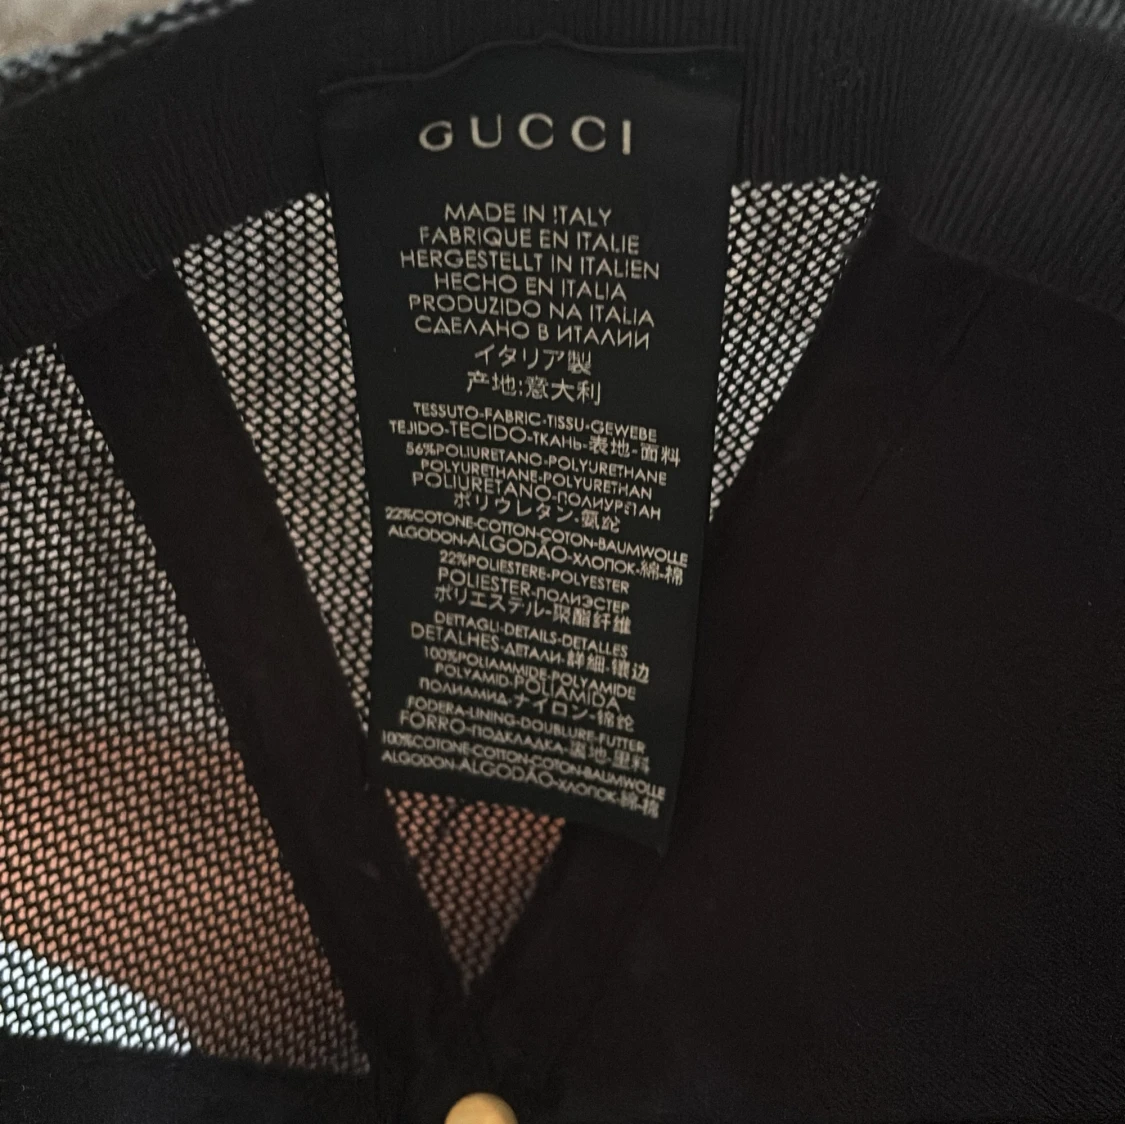 GUCCI
MADE IN ITALY
FABRIQUE EN ITALIE
HERGESTELLT IN ITALIEN
HECHO EN ITALIA
PRODUZIDO NA ITALIA
СДЕЛАНО В ИТАЛИИ
イタリア製
产地:意大利
TESSUTO-FABRIC-TISSU-GEWEBE
TEJIDO-TECIDO-ТКАНЬ-表地-面料
56%POLIURETANO-POLYURETHANE
POLYURETHANE-POLYURETHAN
POLIURETANO-ПОЛИУРЕТАН
ポリウレタン-氨纶
22%COTONE-COTTON-COTON-BAUMWOLLE
ALGODON-ALGODÃO-ХЛОПОК-綿-棉
22%POLIESTERE-POLYESTER
POLIESTER-ПОЛИЭСТЕР
ポリエステル-聚酯纤维
DETTAGLI-DETAILS-DETALLES
DETALHES-ДЕТАЛИ-詳細-镶边
100%POLIAMMIDE-POLYAMIDE
POLYAMID-POLIAMIDA
ПОЛИАМИД-ナイロン-锦纶
FODERA-LINING-DOUBLURE-FUTTER
FORRO-ПОДКЛАДКА-裏地-里料
100%COTONE-COTTON-COTON-BAUMWOLLE
ALGODON-ALGODÃO-ХЛОПОК-綿-棉